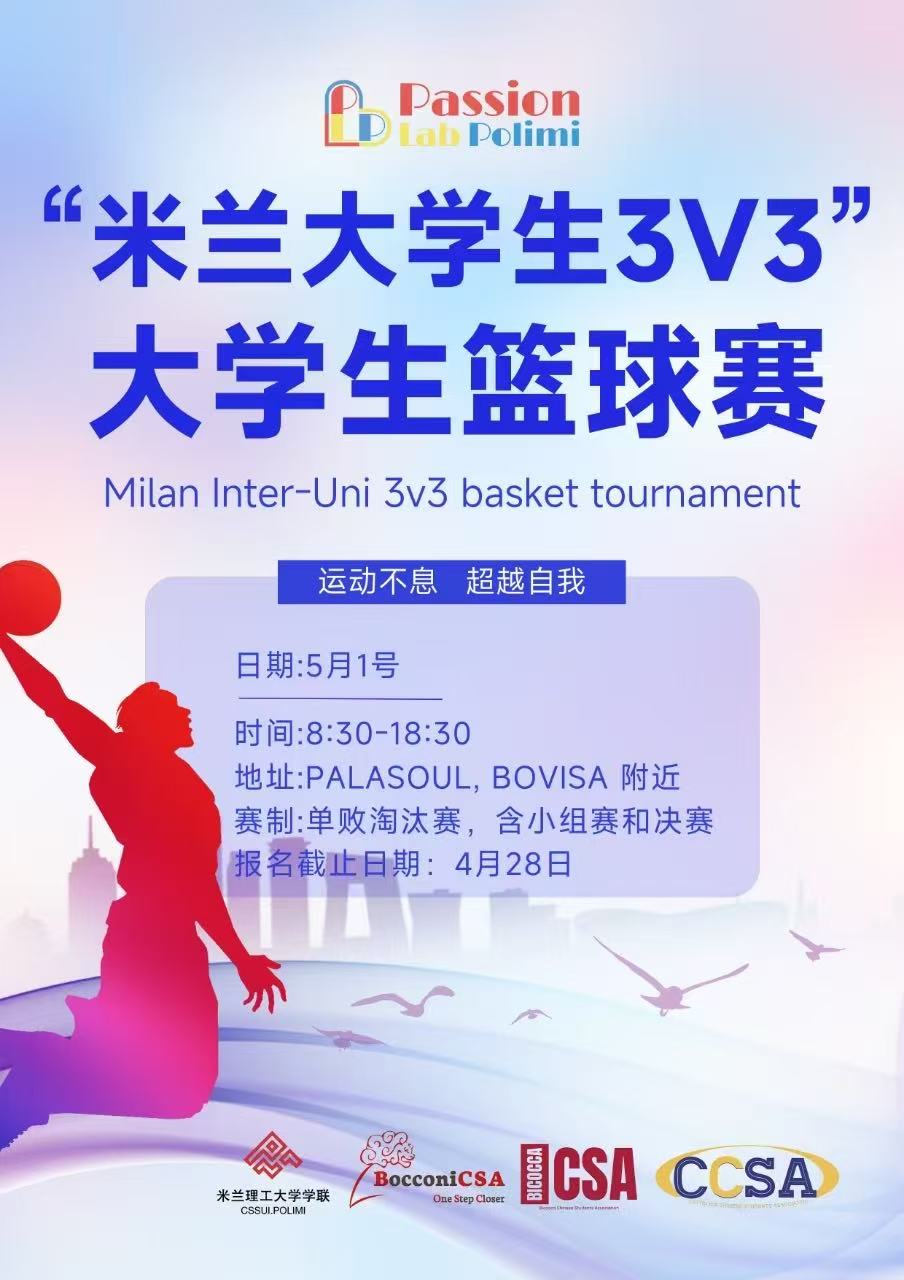 Passion
Lab Polimi
“米兰大学生3V3”
大学生篮球赛
Milan Inter-Uni 3v3 basket tournament
运动不息 超越自我
日期:5月1号
时间:8:30-18:30
地址:PALASOUL, BOVISA 附近
赛制:单败淘汰赛，含小组赛和决赛
报名截止日期：4月28日
米兰理工大学学联
CSSUI.POLIMI
BocconiCSA
One Step Closer
BICOCCA CSA
CCSA